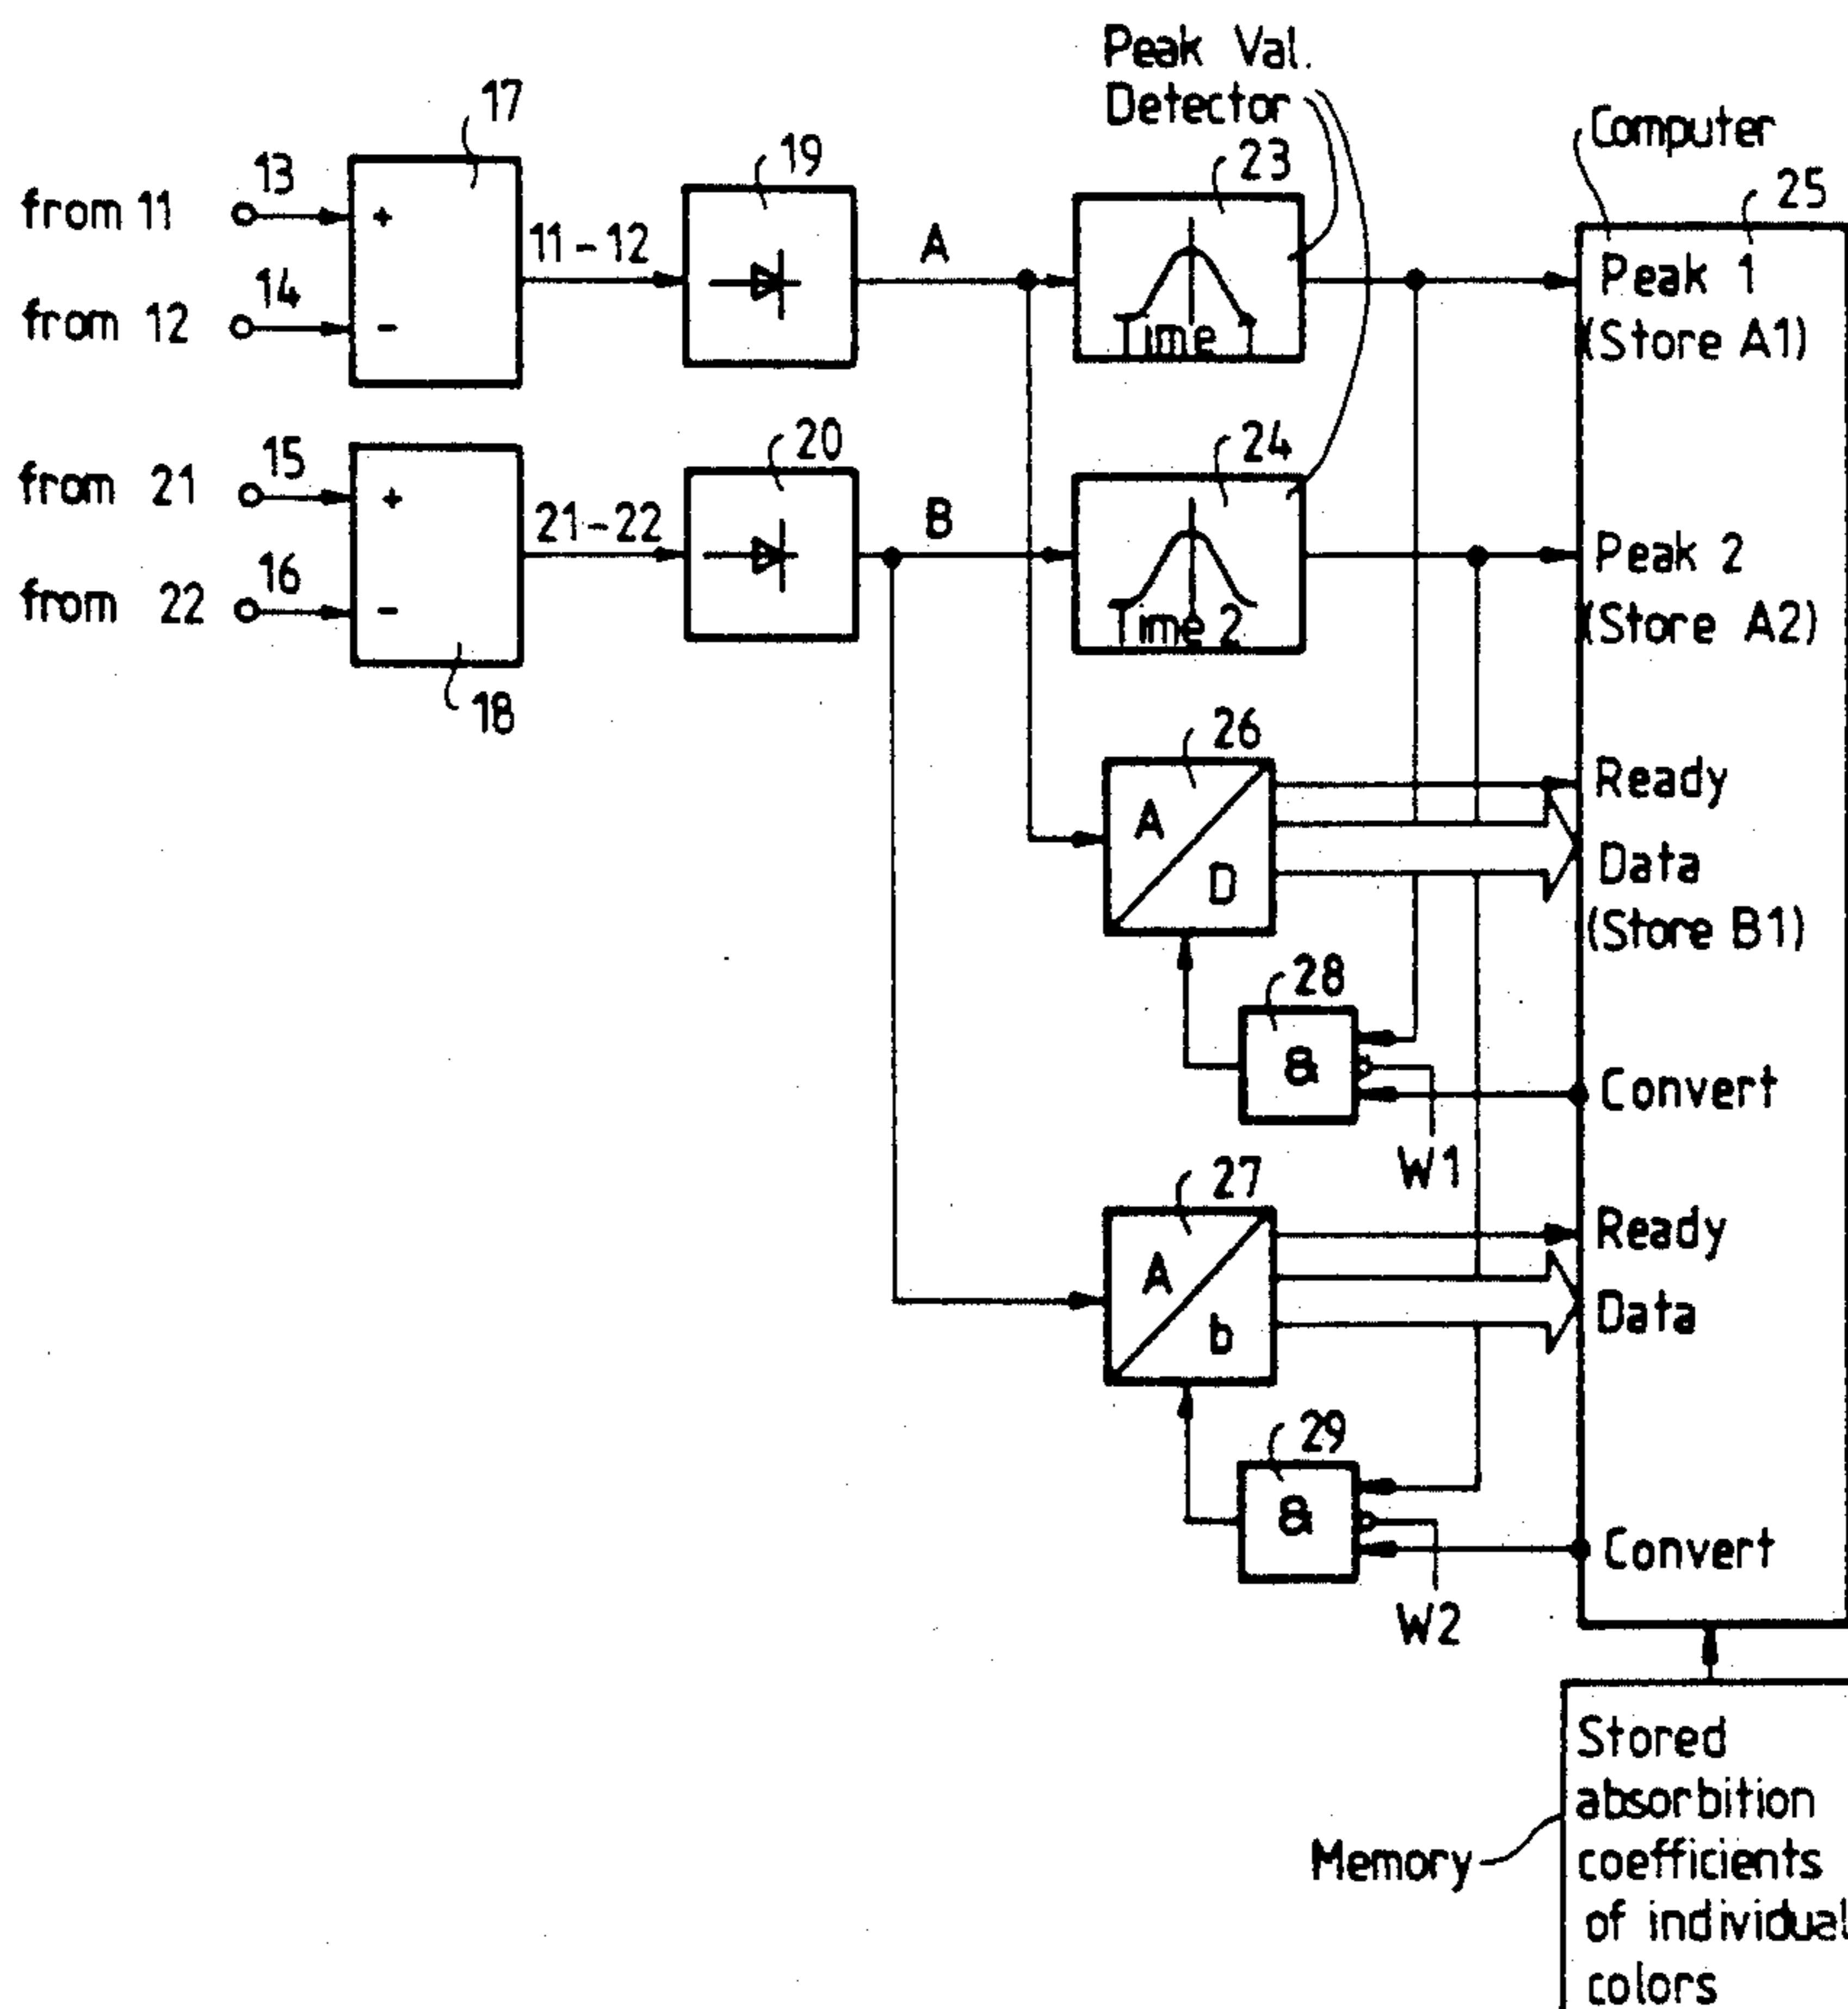 Peak Val.
Detector
Computer
17
19
23
25
from 11
13
+
11-12
A
Time 1
Peak 1
(Store A1)
from 12
14
-
from 21
15
+
20
24
21-22
B
Time 2
Peak 2
(Store A2)
from 22
16
-
18
26
A
D
Ready
Data
(Store B1)
28
&
Convert
W1
27
A
b
Ready
Data
29
&
Convert
W2
Memory
Stored
absorbition
coefficients
of individual
colors